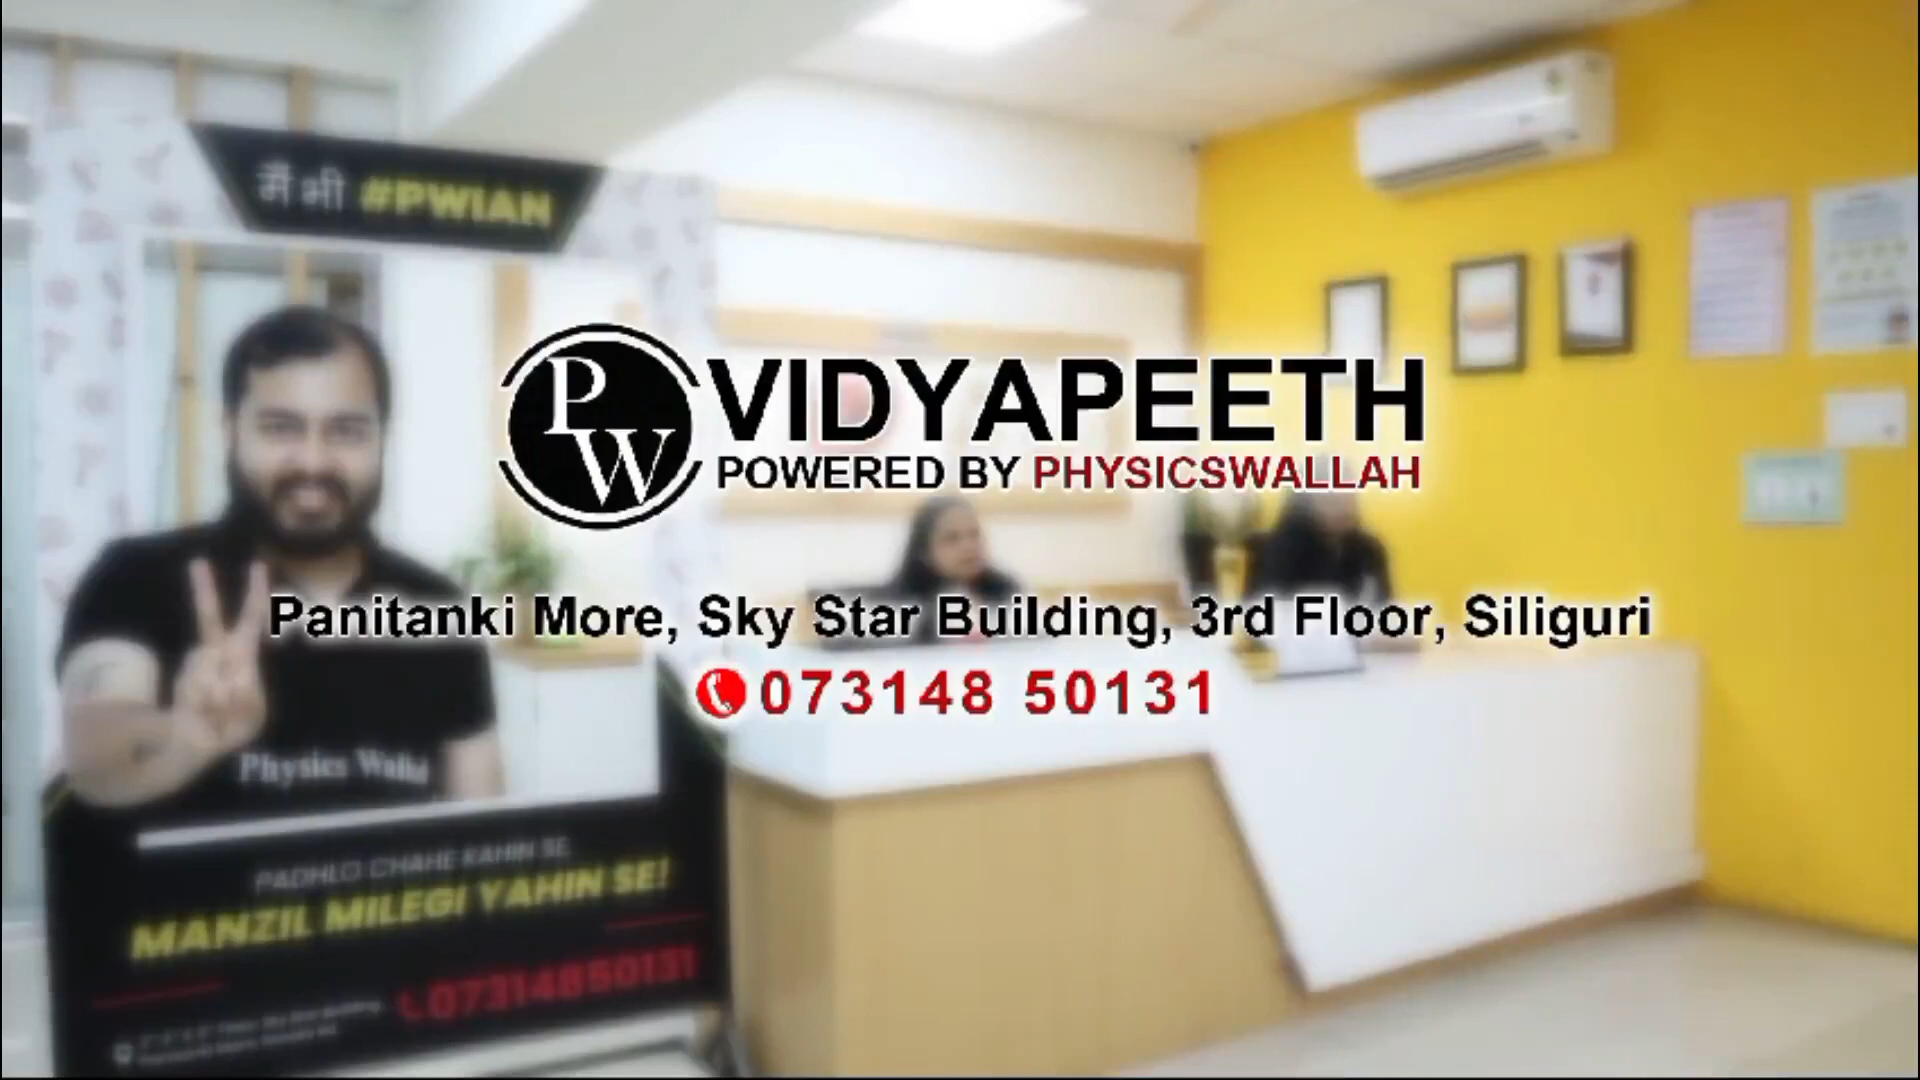 मैं भी #PWIAN
PW
VIDYAPEETH
POWERED BY PHYSICSWALLAH
Panitanki More, Sky Star Building, 3rd Floor, Siliguri
073148 50131
Physics Walla
PADHLO CHAHE KAHIN SE,
MANZIL MILEGI YAHIN SE!
07314850131